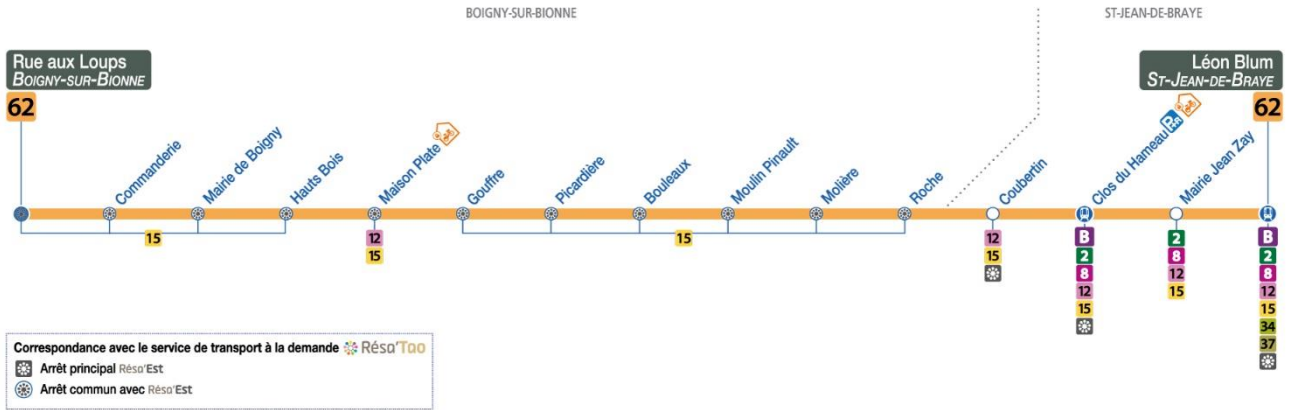 BOIGNY-SUR-BIONNE
ST-JEAN-DE-BRAYE
Rue aux Loups
BOIGNY-SUR-BIONNE
62
Léon Blum
ST-JEAN-DE-BRAYE
62
Commanderie
Mairie de Boigny
Hauts Bois
Maison Plate
Gouffre
Picardière
Bouleaux
Moulin Pinault
Molière
Roche
Coubertin
Clos du Hameau
P+R
Mairie Jean Zay
15
12
15
15
12
15
B
2
8
12
15
2
8
12
15
B
2
8
12
15
34
37
Correspondance avec le service de transport à la demande Résa'Tao
Arrêt principal Résa'Est
Arrêt commun avec Résa'Est